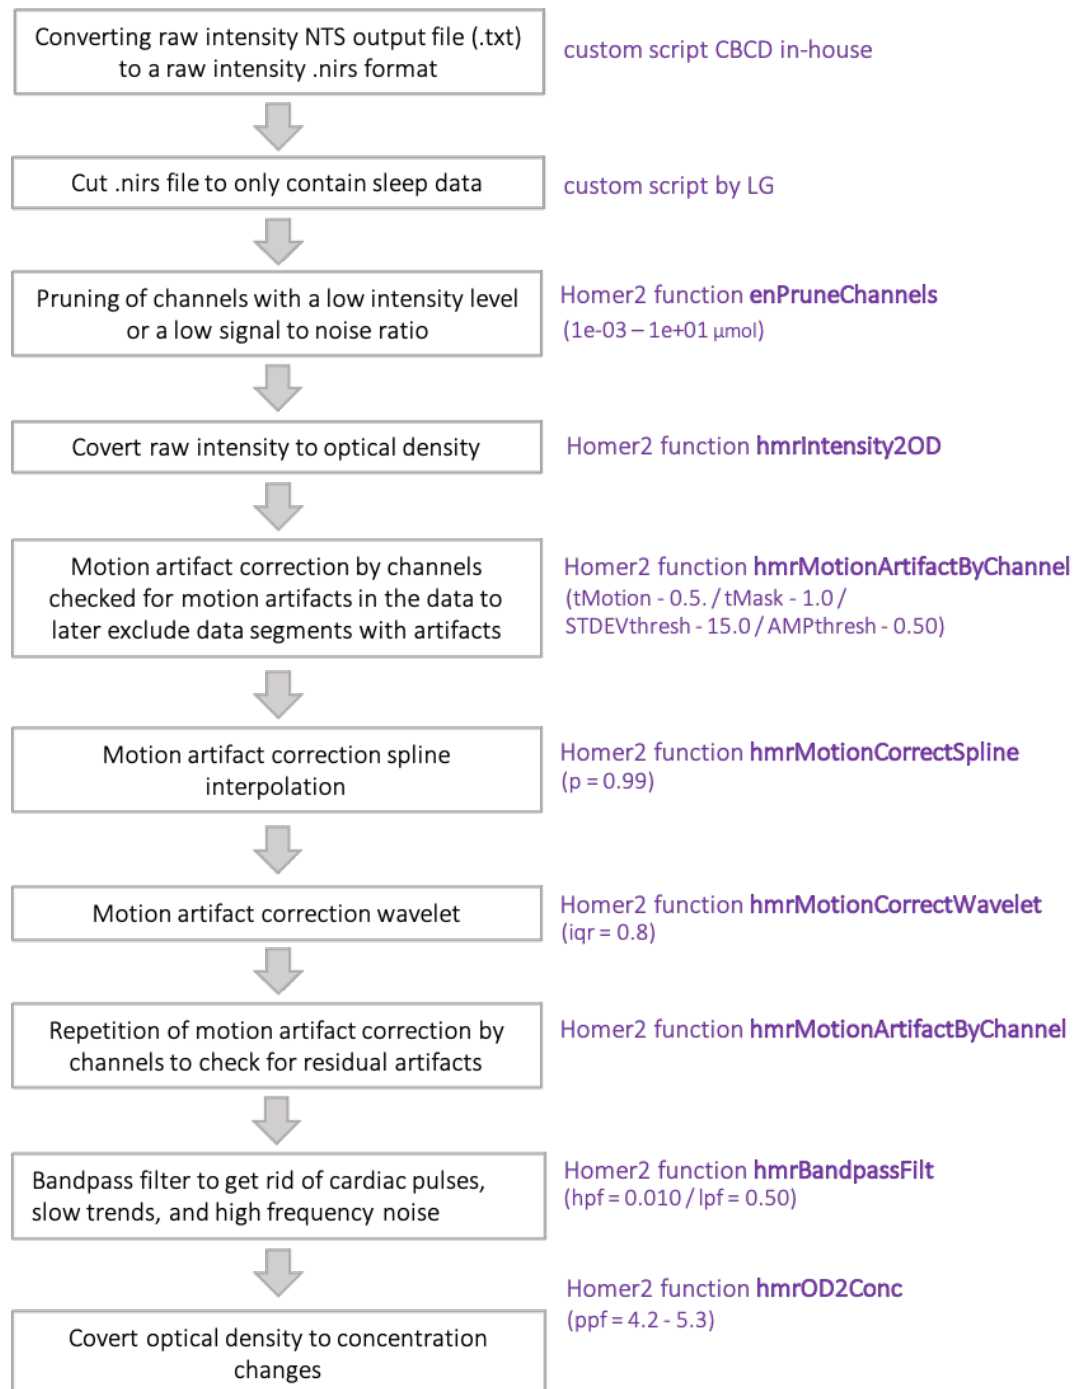 Converting raw intensity NTS output file (.txt)
to a raw intensity .nirs format
custom script CBCD in-house
Cut .nirs file to only contain sleep data
custom script by LG
Pruning of channels with a low intensity level
or a low signal to noise ratio
Homer2 function enPruneChannels
(1e-03 – 1e+01 µmol)
Covert raw intensity to optical density
Homer2 function hmrIntensity2OD
Motion artifact correction by channels
checked for motion artifacts in the data to
later exclude data segments with artifacts
Homer2 function hmrMotionArtifactByChannel
(tMotion - 0.5. / tMask - 1.0 /
STDEVthresh - 15.0 / AMPthresh - 0.50)
Motion artifact correction spline
interpolation
Homer2 function hmrMotionCorrectSpline
(p = 0.99)
Motion artifact correction wavelet
Homer2 function hmrMotionCorrectWavelet
(iqr = 0.8)
Repetition of motion artifact correction by
channels to check for residual artifacts
Homer2 function hmrMotionArtifactByChannel
Bandpass filter to get rid of cardiac pulses,
slow trends, and high frequency noise
Homer2 function hmrBandpassFilt
(hpf = 0.010 / lpf = 0.50)
Covert optical density to concentration
changes
Homer2 function hmrOD2Conc
(ppf = 4.2 - 5.3)